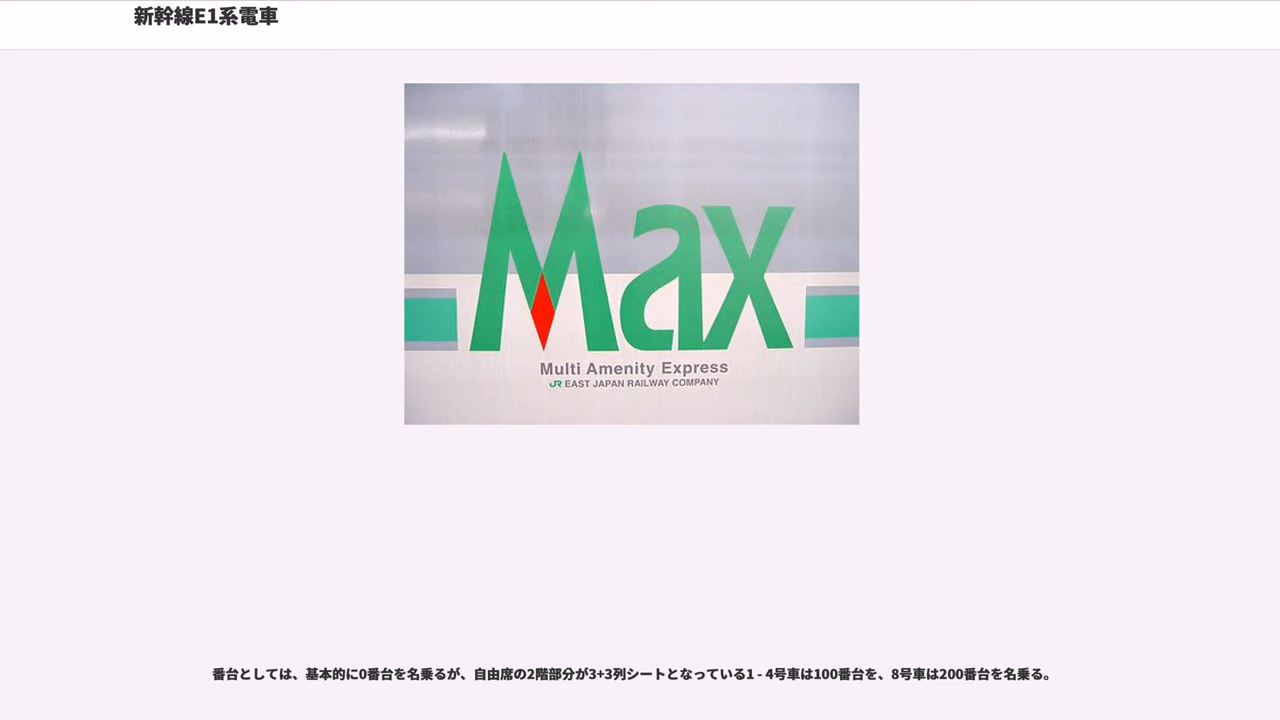 新幹線E1系電車
Max
Multi Amenity Express
JR EAST JAPAN RAILWAY COMPANY
番台としては、基本的に0番台を名乗るが、自由席の2階部分が3+3列シートとなっている1 - 4号車は100番台を、8号車は200番台を名乗る。